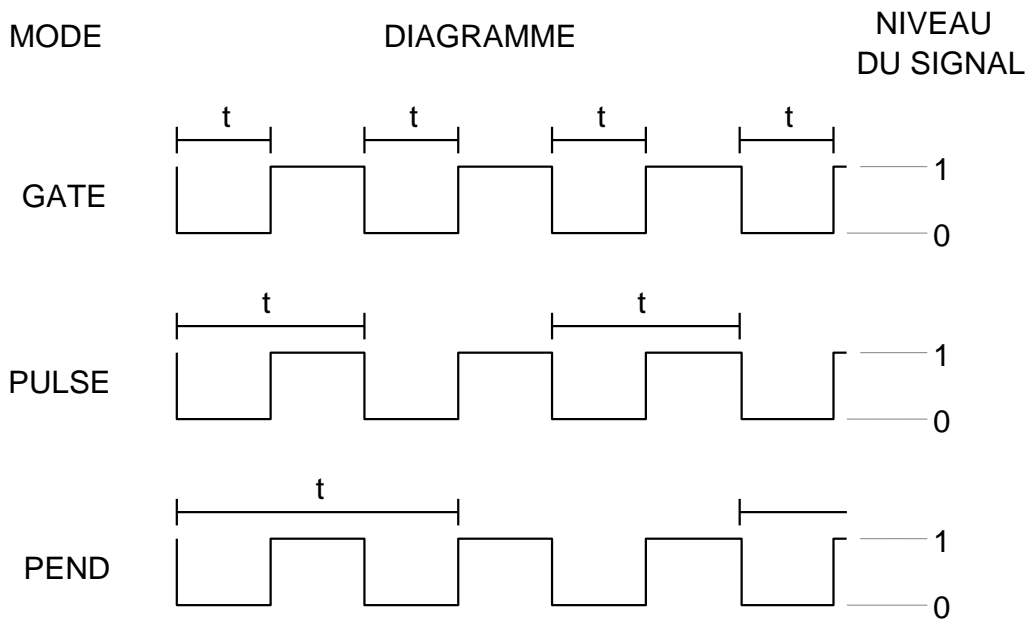 MODE DIAGRAMME NIVEAU
DU SIGNAL
t t t t
GATE 1
0
t t
PULSE 1
0
t
PEND 1
0